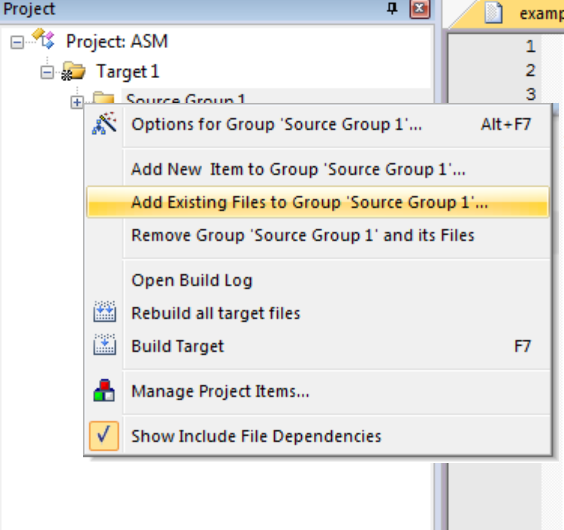 Project
examp
Project: ASM
1
Target 1
2
Source Group 1
3
Options for Group 'Source Group 1'... Alt+F7
Add New Item to Group 'Source Group 1'...
Add Existing Files to Group 'Source Group 1'...
Remove Group 'Source Group 1' and its Files
Open Build Log
Rebuild all target files
Build Target F7
Manage Project Items...
Show Include File Dependencies